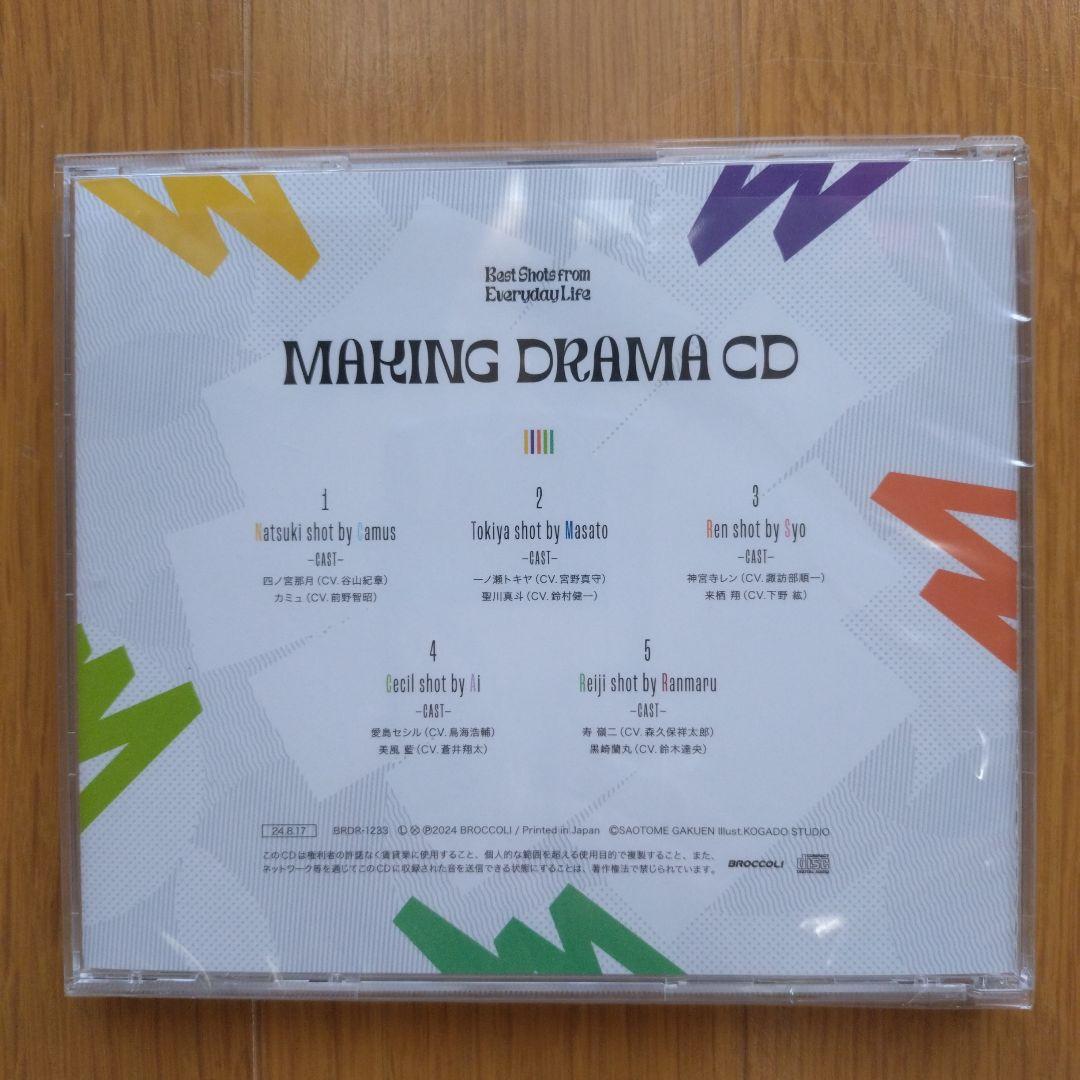 Best Shots from
Everyday Life
MAKING DRAMA CD
1
Natsuki shot by Camus
–CAST–
四ノ宮那月（CV. 谷山紀章）
カミュ（CV. 前野智昭）
2
Tokiya shot by Masato
–CAST–
一ノ瀬トキヤ（CV. 宮野真守）
聖川真斗（CV. 鈴村健一）
3
Ren shot by Syo
–CAST–
神宮寺レン（CV. 諏訪部順一）
来栖 翔（CV. 下野 紘）
4
Cecil shot by Ai
–CAST–
愛島セシル（CV. 鳥海浩輔）
美風 藍（CV. 蒼井翔太）
5
Reiji shot by Ranmaru
–CAST–
寿 嶺二（CV. 森久保祥太郎）
黒崎蘭丸（CV. 鈴木達央）
24.8.17 BRDR-1233 Ⓛ Ⓧ Ⓟ2024 BROCCOLI / Printed in Japan ©SAOTOME GAKUEN Illust.KOGADO STUDIO
このCDは権利者の許諾なく賃貸業に使用すること、個人的な範囲を超える使用目的で複製すること、また、
ネットワーク等を通じてこのCDに収録された音を送信できる状態にすることは、著作権法で禁じられています。
BROCCOLI
COMPACT
disc
DIGITAL AUDIO